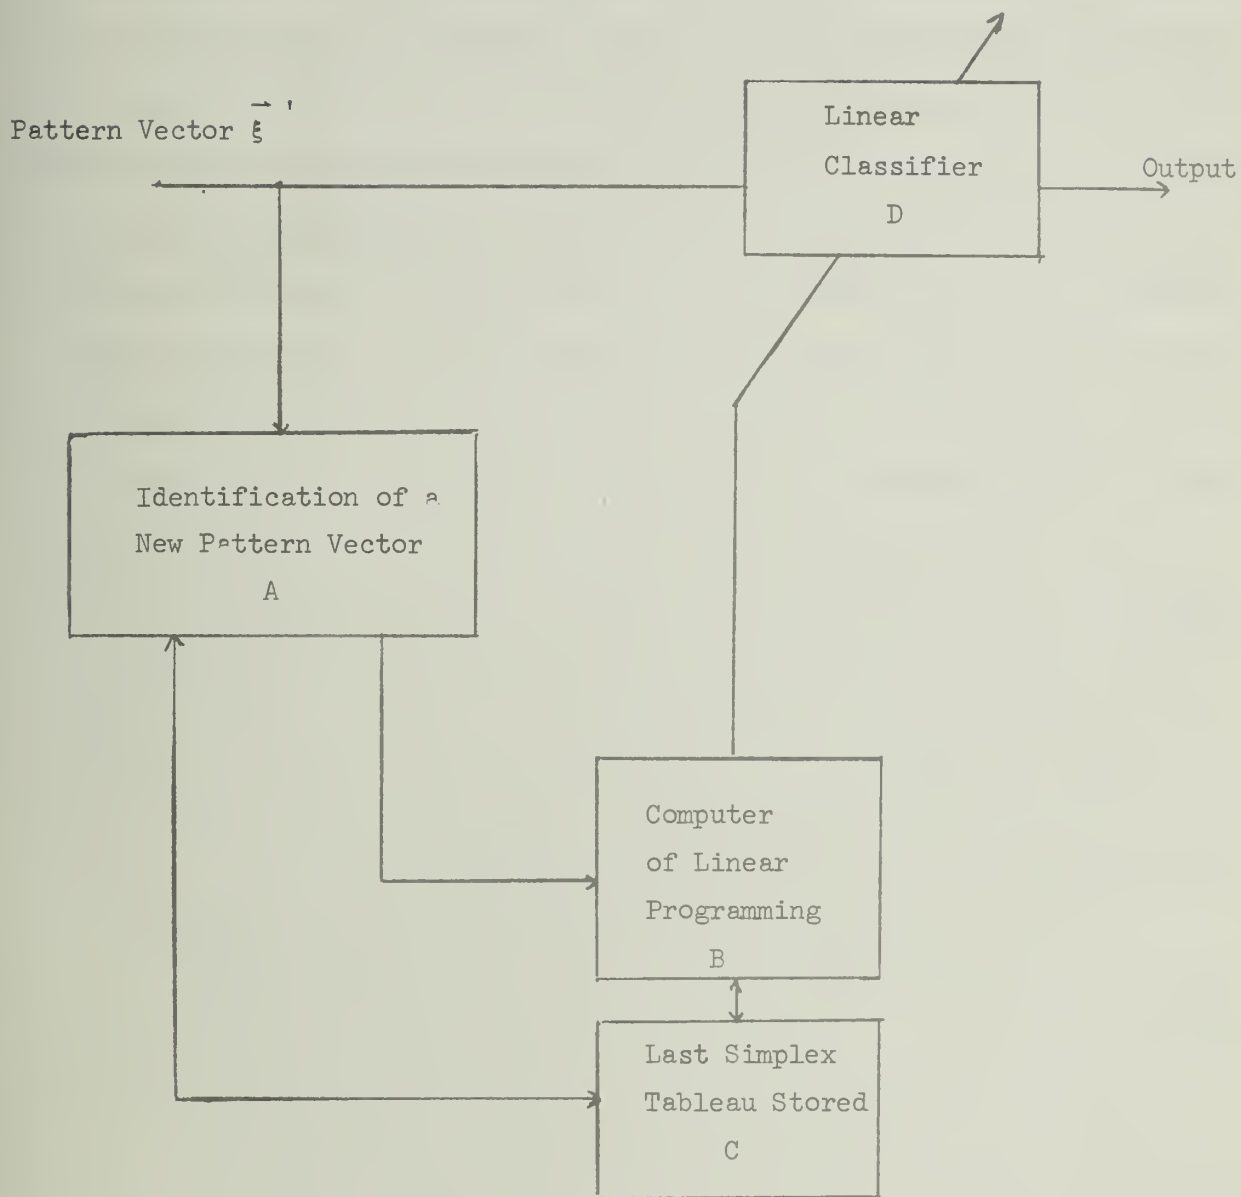 Pattern Vector ξ⃗ '
Linear
Classifier
D
Output
Identification of a
New Pattern Vector
A
Computer
of Linear
Programming
B
Last Simplex
Tableau Stored
C